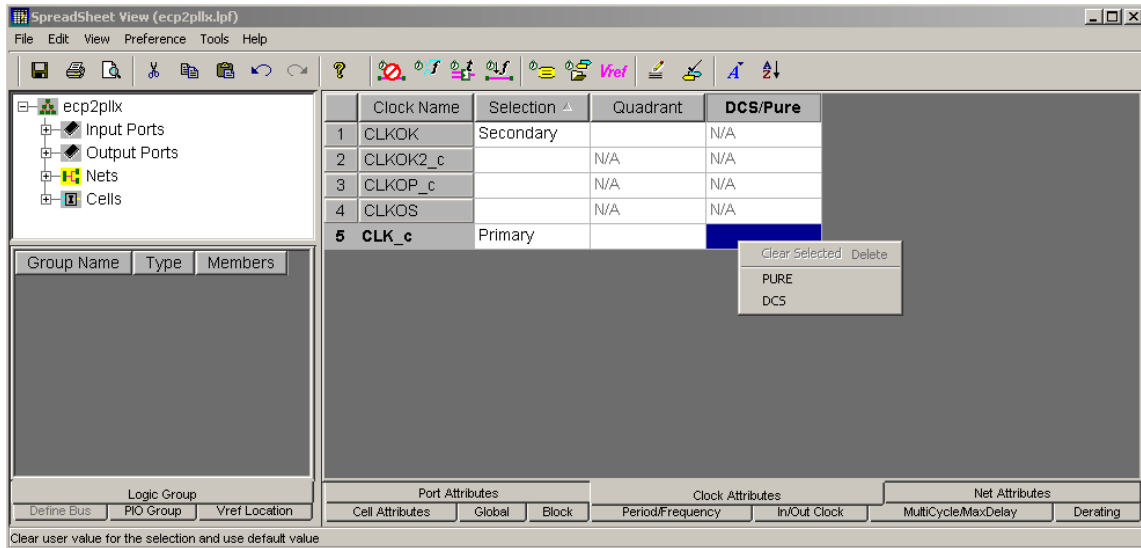 SpreadSheet View (ecp2pllx.lpf)
File Edit View Preference Tools Help
Vref
ecp2pllx
Input Ports
Output Ports
Nets
Cells
Group Name Type Members
Logic Group
Define Bus PIO Group Vref Location
Clock Name Selection Quadrant DCS/Pure
1 CLKOK Secondary N/A
2 CLKOK2_c N/A N/A
3 CLKOP_c N/A N/A
4 CLKOS N/A N/A
5 CLK_c Primary
Clear Selected Delete
PURE
DCS
Port Attributes Clock Attributes Net Attributes
Cell Attributes Global Block Period/Frequency In/Out Clock MultiCycle/MaxDelay Derating
Clear user value for the selection and use default value